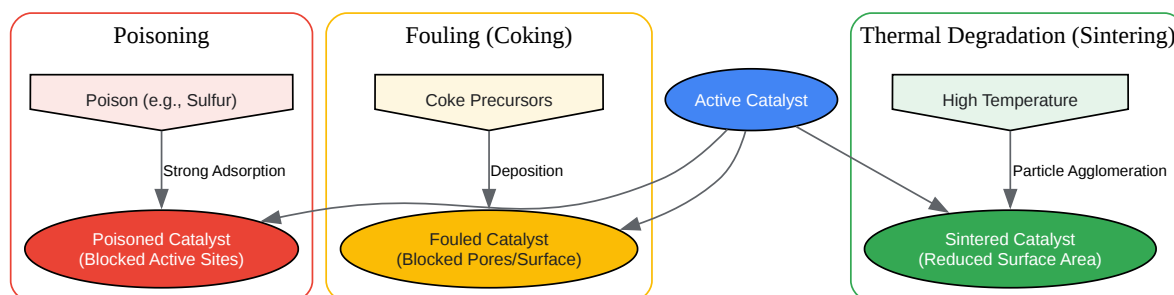 Poisoning
Fouling (Coking)
Thermal Degradation (Sintering)
Poison (e.g., Sulfur)
Coke Precursors
Active Catalyst
High Temperature
Strong Adsorption
Deposition
Particle Agglomeration
Poisoned Catalyst
(Blocked Active Sites)
Fouled Catalyst
(Blocked Pores/Surface)
Sintered Catalyst
(Reduced Surface Area)